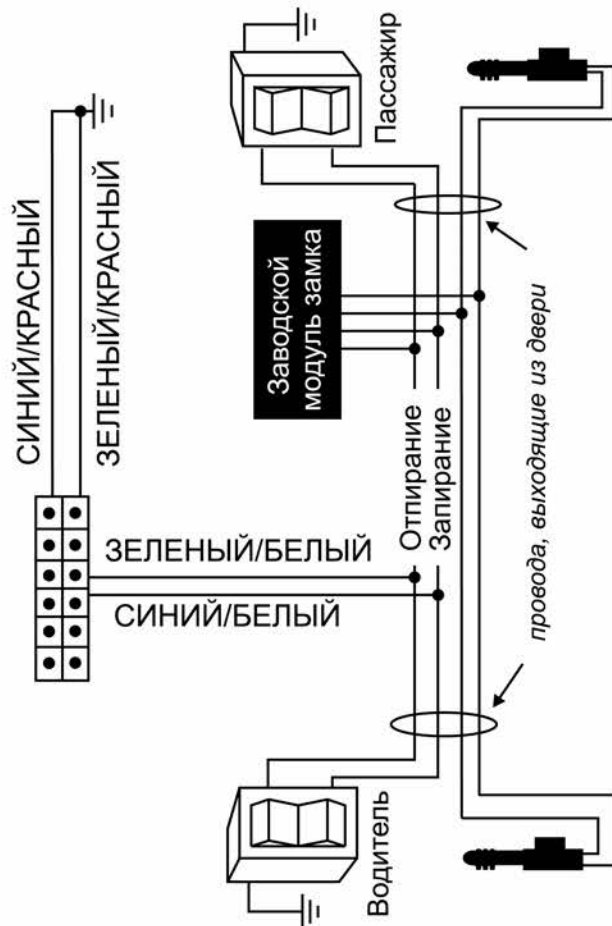 СИНИЙ/КРАСНЫЙ
ЗЕЛЕНЫЙ/КРАСНЫЙ
ЗЕЛЕНЫЙ/БЕЛЫЙ
СИНИЙ/БЕЛЫЙ
Пассажир
Заводской
модуль замка
Отпирание
Запирание
провода, выходящие из двери
Водитель